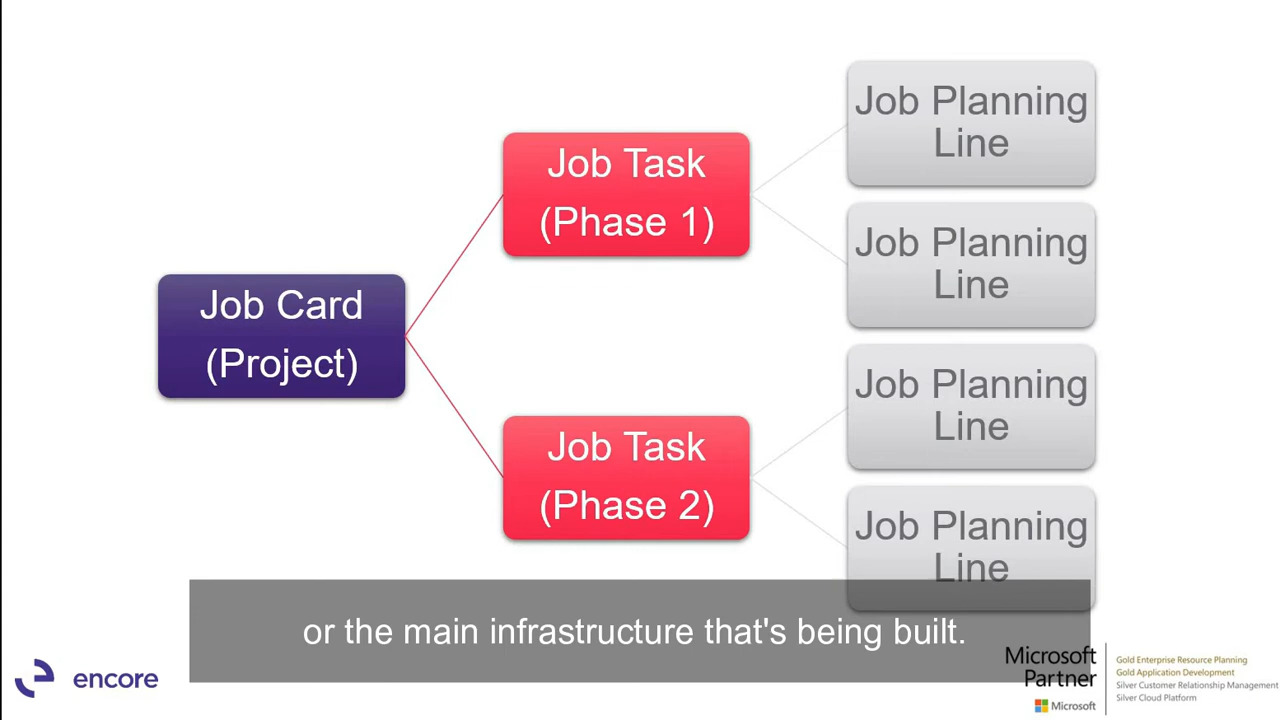 Job Card
(Project)
Job Task
(Phase 1)
Job Task
(Phase 2)
Job Planning
Line
Job Planning
Line
Job Planning
Line
Job Planning
Line
or the main infrastructure that's being built.
encore
Microsoft
Partner
Microsoft
Gold Enterprise Resource Planning
Gold Application Development
Silver Customer Relationship Management
Silver Cloud Platform